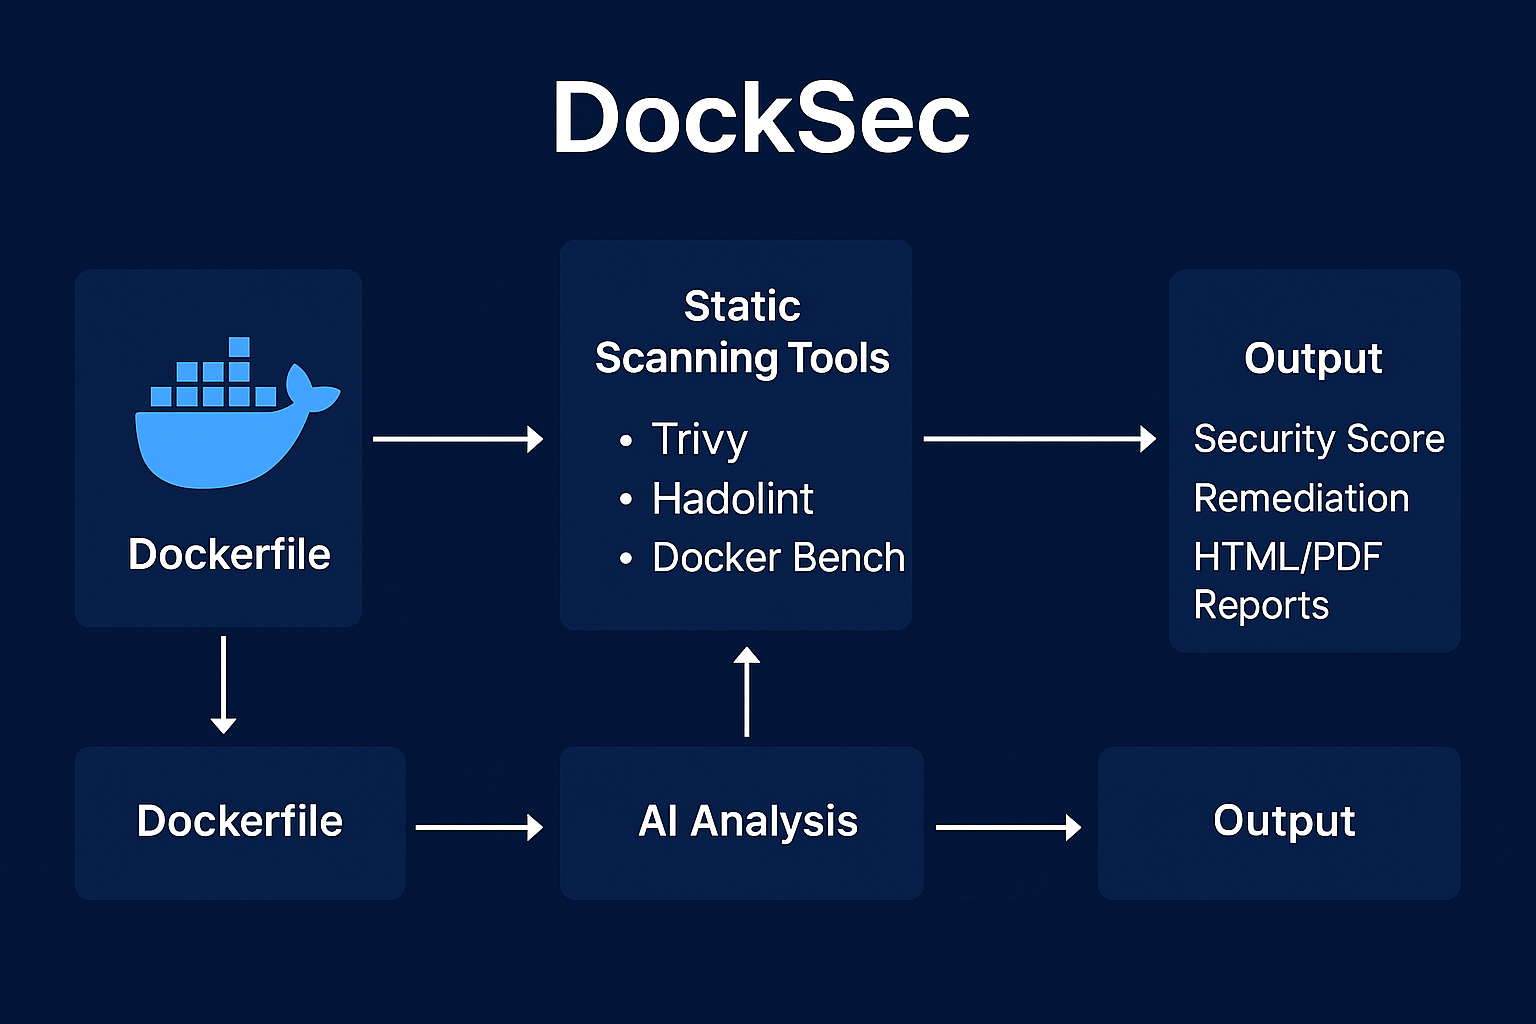 DockSec
Dockerfile
Static
Scanning Tools
• Trivy
• Hadolint
• Docker Bench
Output
Security Score
Remediation
HTML/PDF
Reports
Dockerfile
AI Analysis
Output